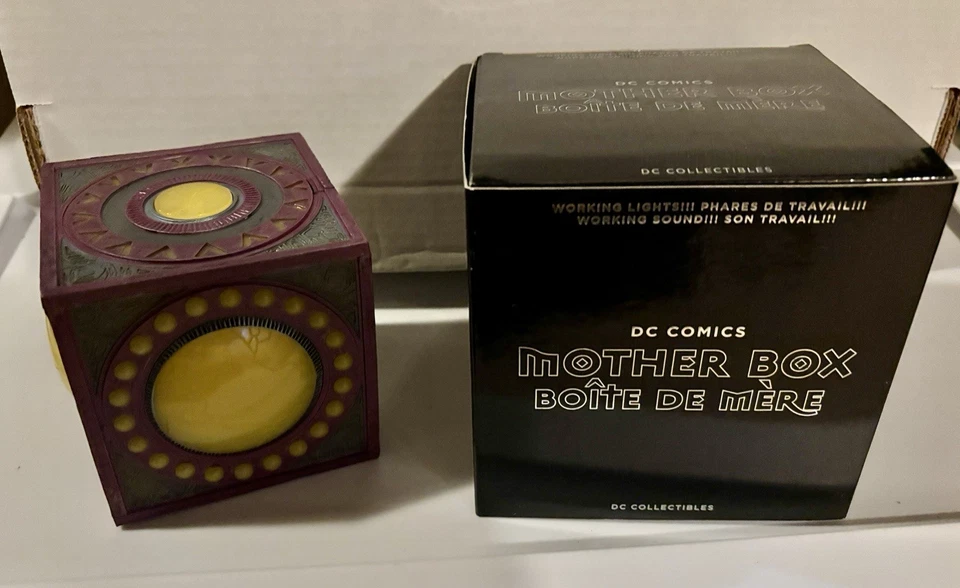 DC COMICS
MOTHER BOX
BOÎTE DE MÈRE
DC COLLECTIBLES
WORKING LIGHTS!!! PHARES DE TRAVAIL!!!
WORKING SOUND!!! SON TRAVAIL!!!
DC COMICS
MOTHER BOX
BOÎTE DE MÈRE
DC COLLECTIBLES